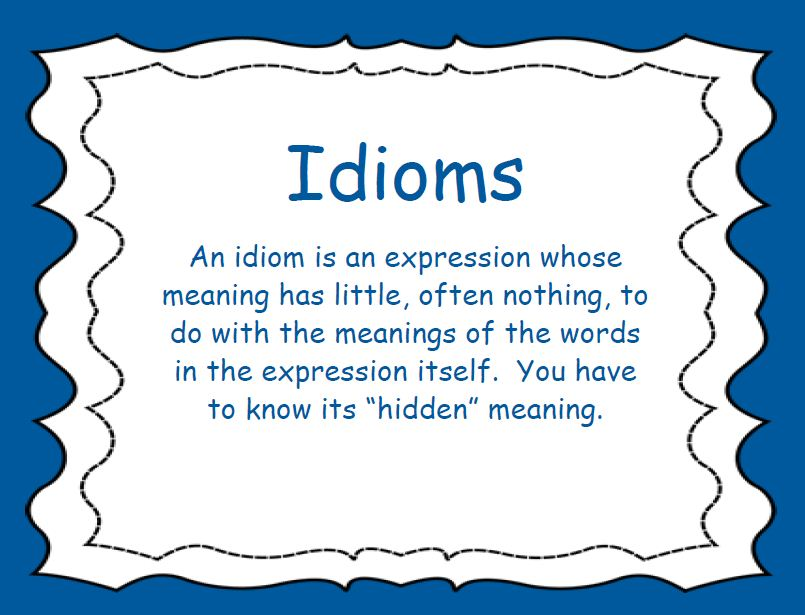 Idioms
An idiom is an expression whose
meaning has little, often nothing, to
do with the meanings of the words
in the expression itself.  You have
to know its “hidden” meaning.